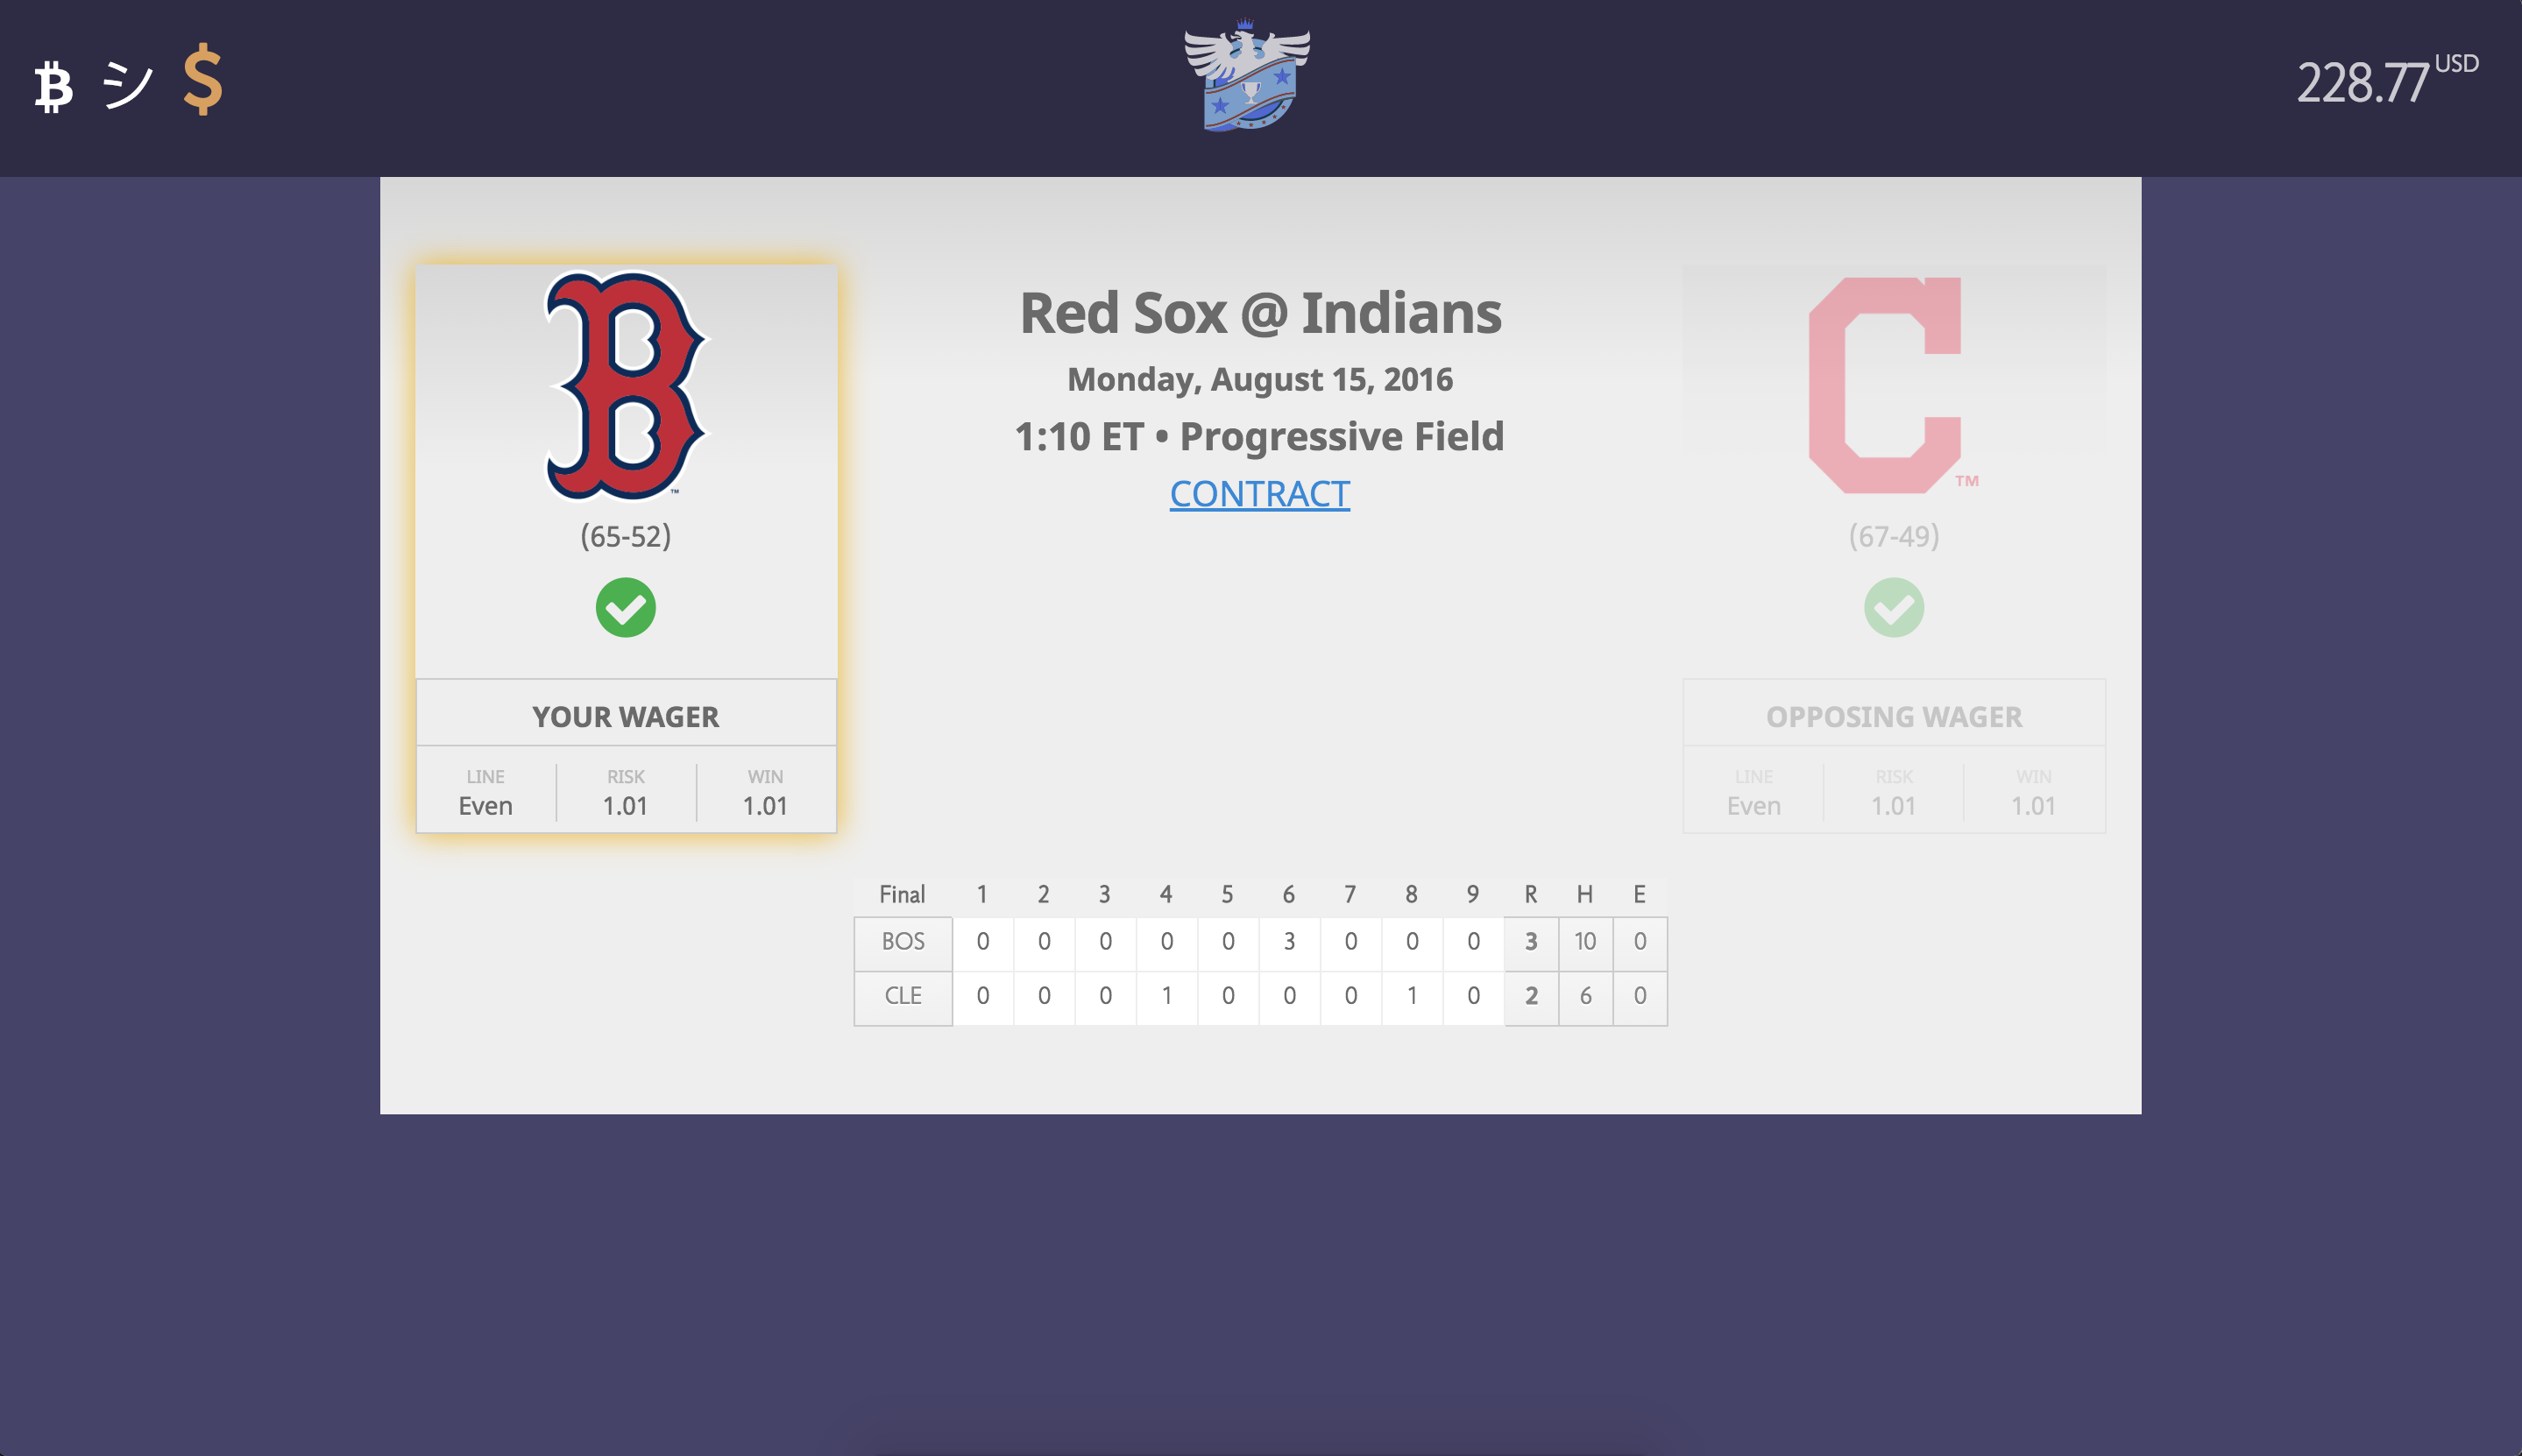 ₿ シ $
228.77 USD
B
™
(65-52)
Red Sox @ Indians
Monday, August 15, 2016
1:10 ET • Progressive Field
CONTRACT
C
TM
(67-49)
YOUR WAGER
LINE RISK WIN
Even 1.01 1.01
OPPOSING WAGER
LINE RISK WIN
Even 1.01 1.01
Final 1 2 3 4 5 6 7 8 9 R H E
BOS 0 0 0 0 0 3 0 0 0 3 10 0
CLE 0 0 0 1 0 0 0 1 0 2 6 0